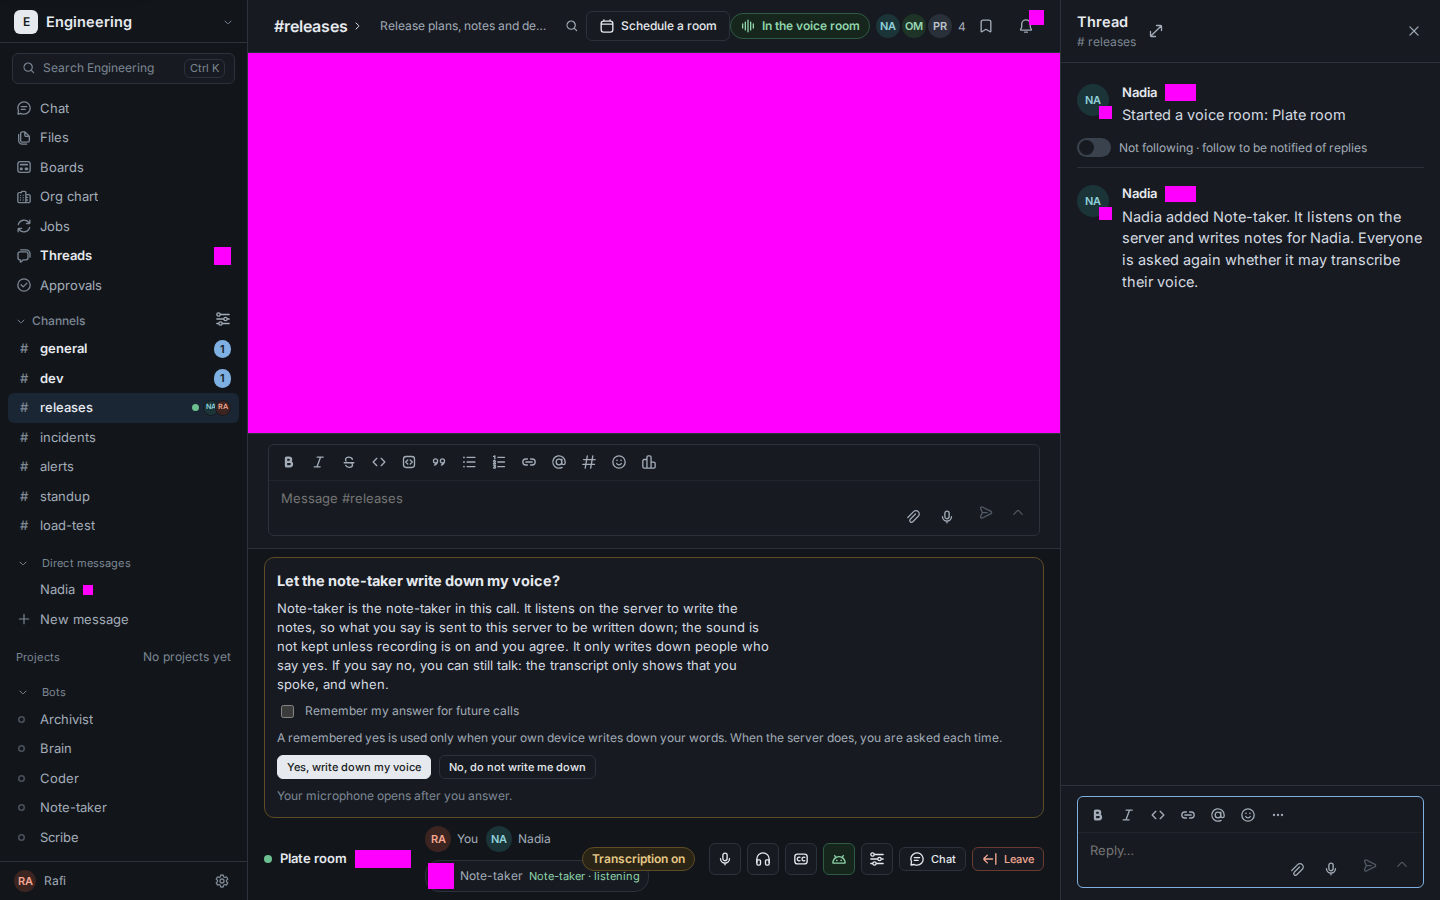 E Engineering
Search Engineering Ctrl K
Chat
Files
Boards
Org chart
Jobs
Threads
Approvals
Channels
# general 1
# dev 1
# releases NA RA
# incidents
# alerts
# standup
# load-test
Direct messages
Nadia
New message
Projects No projects yet
Bots
Archivist
Brain
Coder
Note-taker
Scribe
RA Rafi
#releases Release plans, notes and de... Schedule a room In the voice room NA OM PR 4
Message #releases
Let the note-taker write down my voice?
Note-taker is the note-taker in this call. It listens on the server to write the
notes, so what you say is sent to this server to be written down; the sound is
not kept unless recording is on and you agree. It only writes down people who
say yes. If you say no, you can still talk: the transcript only shows that you
spoke, and when.
Remember my answer for future calls
A remembered yes is used only when your own device writes down your words. When the server does, you are asked each time.
Yes, write down my voice No, do not write me down
Your microphone opens after you answer.
RA You NA Nadia
Plate room Transcription on Chat Leave
Note-taker Note-taker · listening
Thread
# releases
NA Nadia
Started a voice room: Plate room
Not following · follow to be notified of replies
NA Nadia
Nadia added Note-taker. It listens on the
server and writes notes for Nadia. Everyone
is asked again whether it may transcribe
their voice.
Reply...